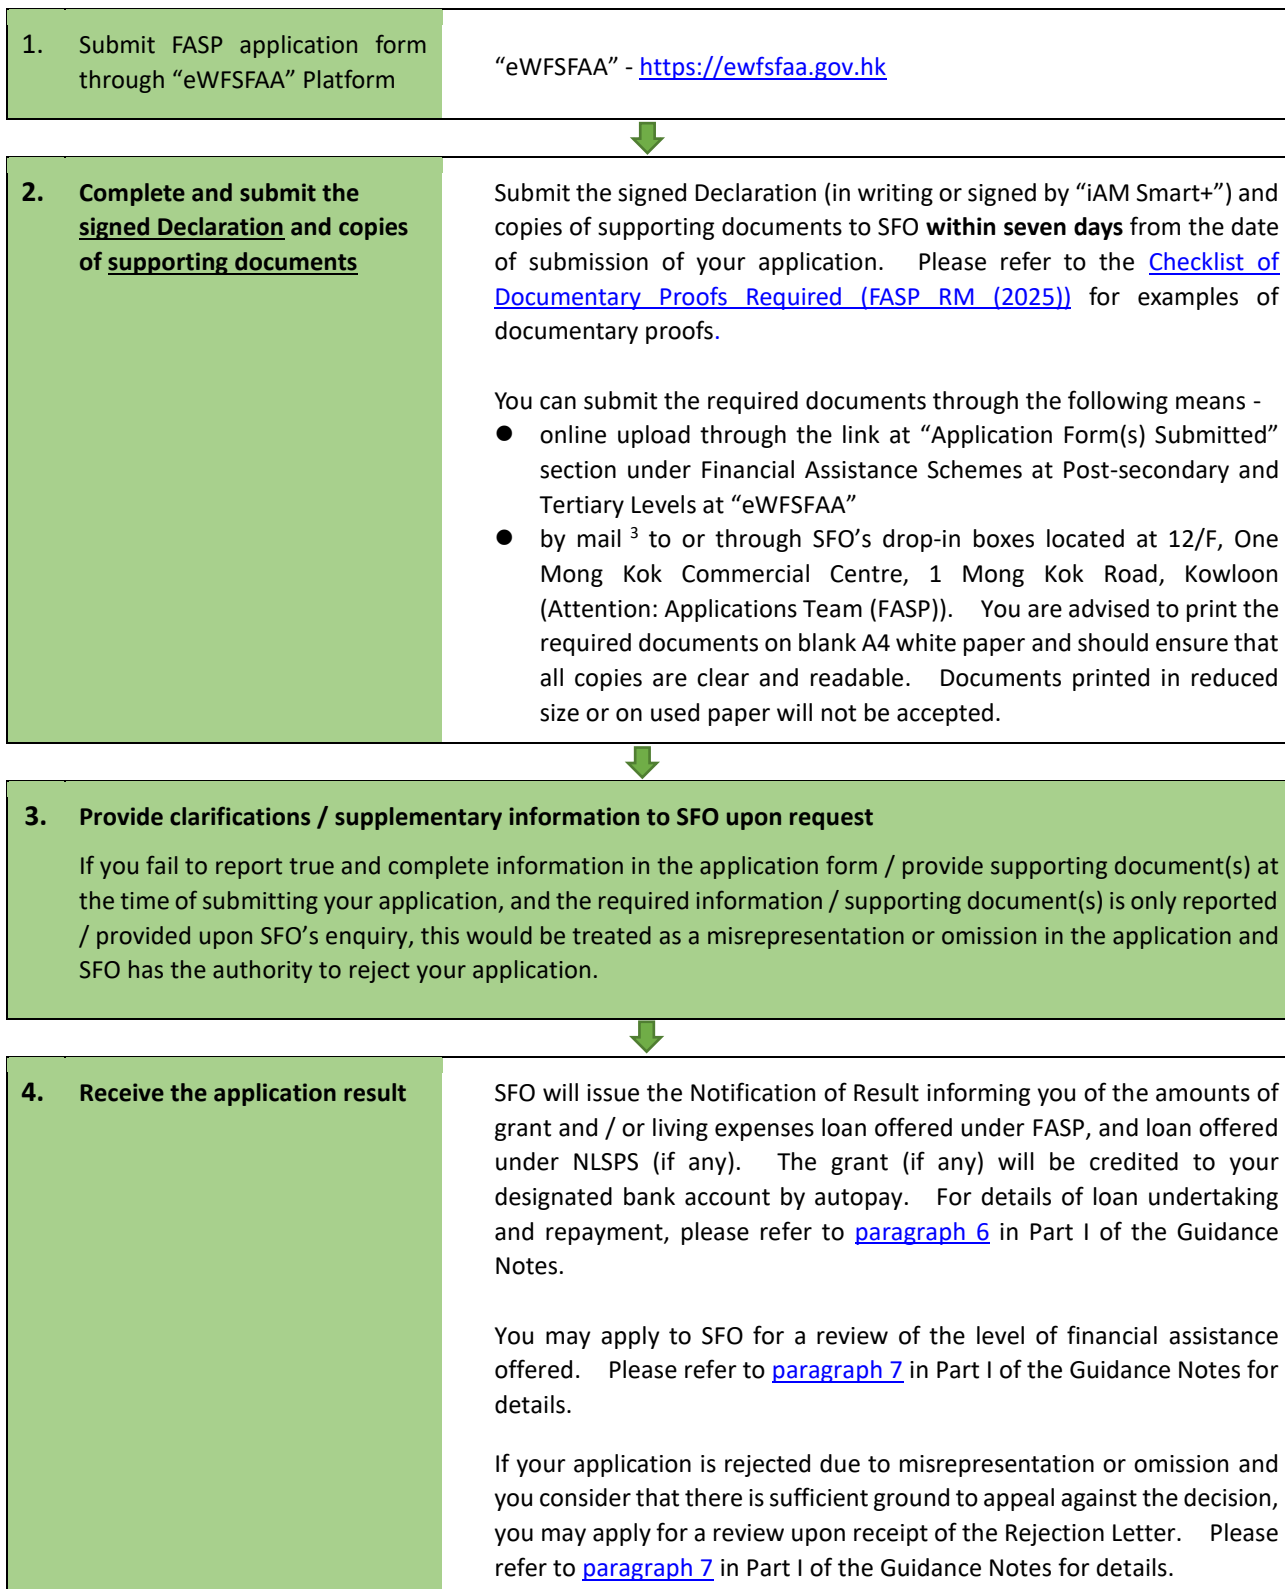 1. Submit FASP application form
through “eWFSFAA” Platform
“eWFSFAA” - https://ewfsfaa.gov.hk
2. Complete and submit the
signed Declaration and copies
of supporting documents
Submit the signed Declaration (in writing or signed by “iAM Smart+”) and
copies of supporting documents to SFO within seven days from the date
of submission of your application. Please refer to the Checklist of
Documentary Proofs Required (FASP RM (2025)) for examples of
documentary proofs.
You can submit the required documents through the following means -
● online upload through the link at “Application Form(s) Submitted”
section under Financial Assistance Schemes at Post-secondary and
Tertiary Levels at “eWFSFAA”
● by mail 3 to or through SFO’s drop-in boxes located at 12/F, One
Mong Kok Commercial Centre, 1 Mong Kok Road, Kowloon
(Attention: Applications Team (FASP)). You are advised to print the
required documents on blank A4 white paper and should ensure that
all copies are clear and readable. Documents printed in reduced
size or on used paper will not be accepted.
3. Provide clarifications / supplementary information to SFO upon request
If you fail to report true and complete information in the application form / provide supporting document(s) at
the time of submitting your application, and the required information / supporting document(s) is only reported
/ provided upon SFO’s enquiry, this would be treated as a misrepresentation or omission in the application and
SFO has the authority to reject your application.
4. Receive the application result
SFO will issue the Notification of Result informing you of the amounts of
grant and / or living expenses loan offered under FASP, and loan offered
under NLSPS (if any). The grant (if any) will be credited to your
designated bank account by autopay. For details of loan undertaking
and repayment, please refer to paragraph 6 in Part I of the Guidance
Notes.
You may apply to SFO for a review of the level of financial assistance
offered. Please refer to paragraph 7 in Part I of the Guidance Notes for
details.
If your application is rejected due to misrepresentation or omission and
you consider that there is sufficient ground to appeal against the decision,
you may apply for a review upon receipt of the Rejection Letter. Please
refer to paragraph 7 in Part I of the Guidance Notes for details.